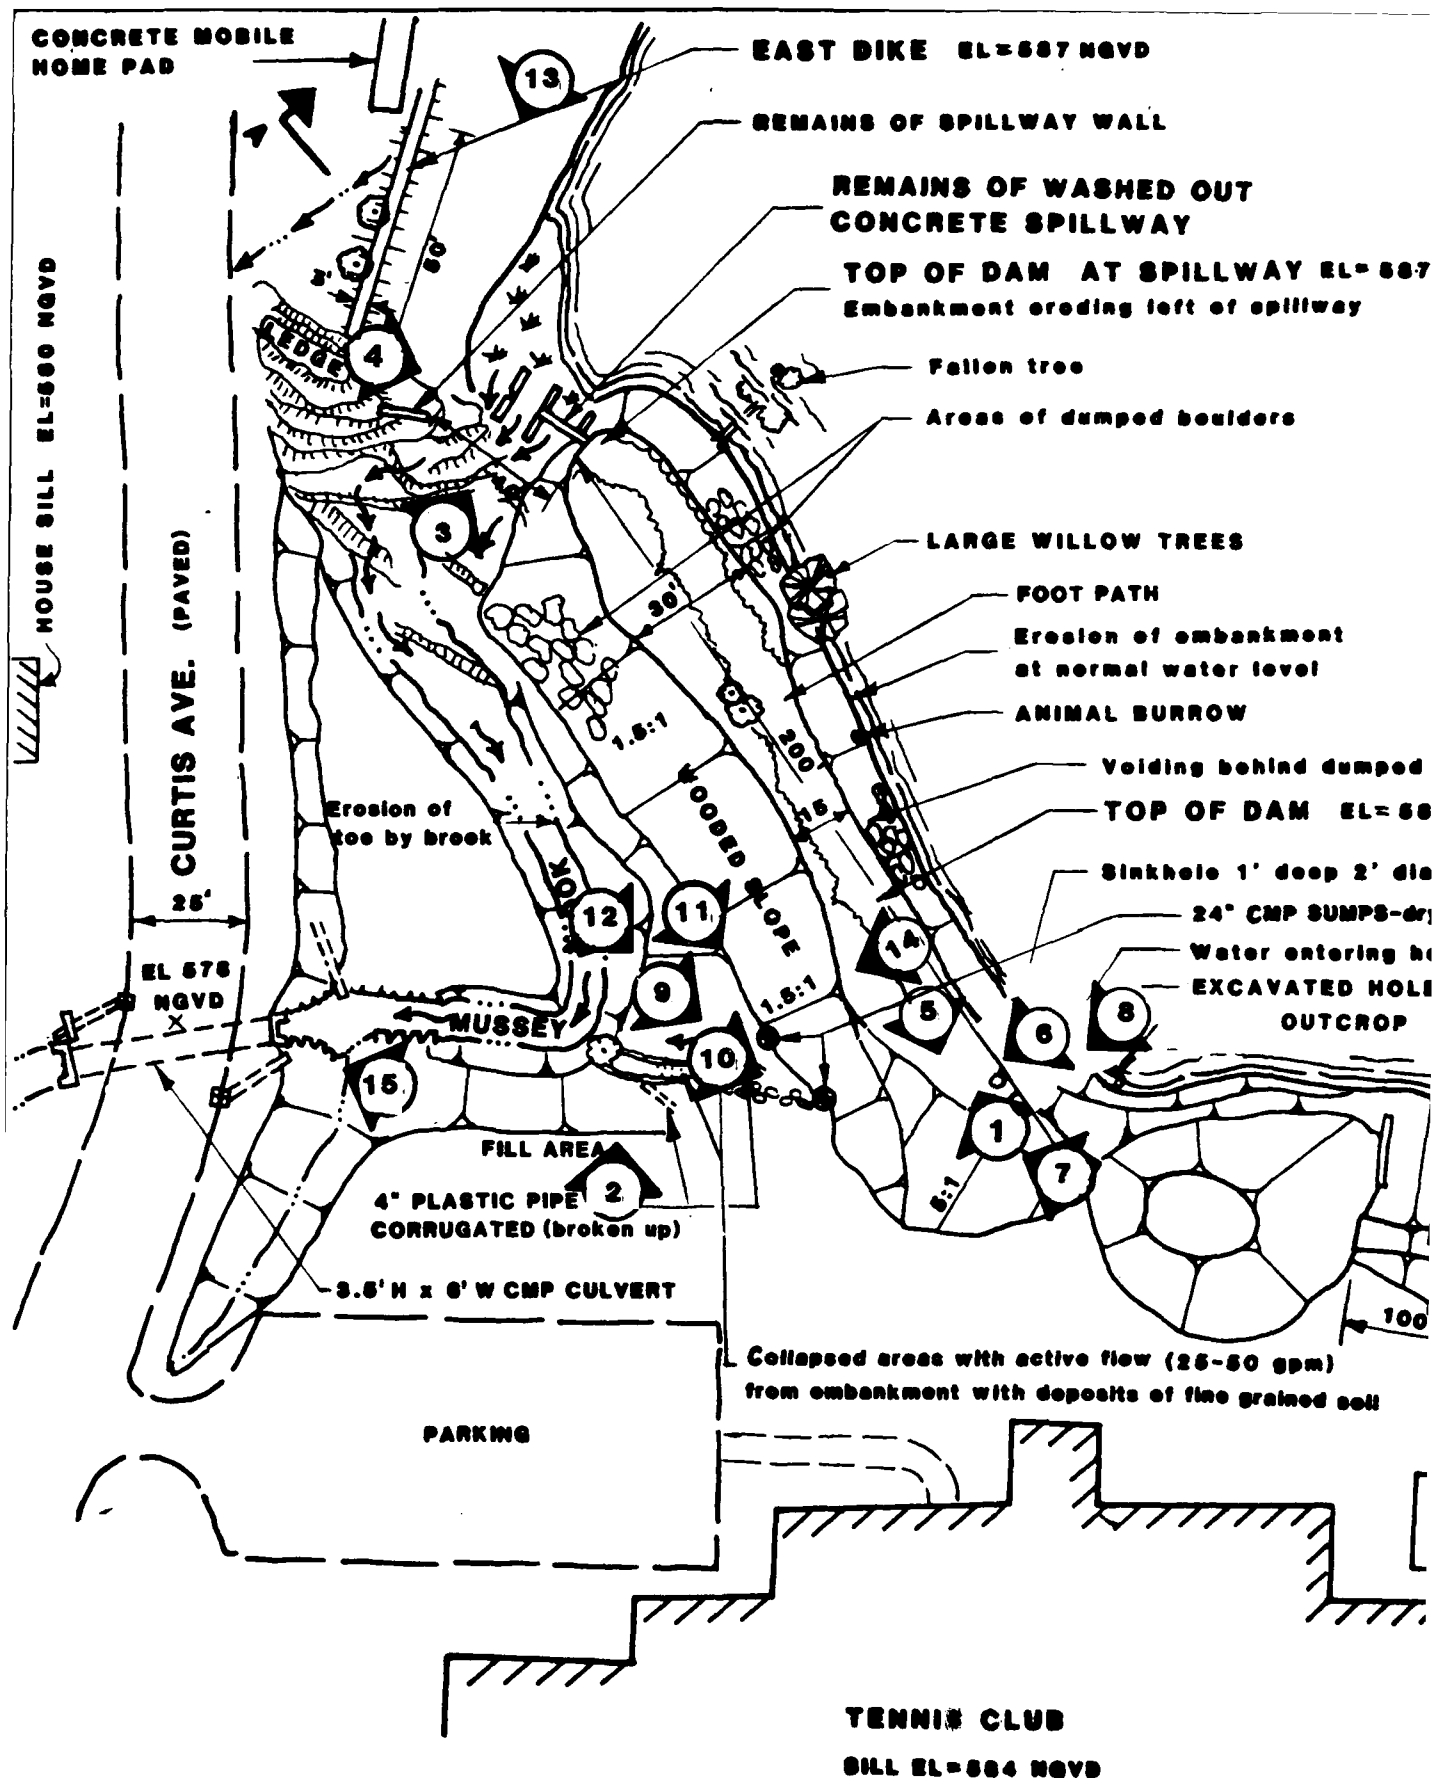 CONCRETE MOBILE
HOME PAD
EAST DIKE EL=587 NGVD
13
REMAINS OF SPILLWAY WALL
REMAINS OF WASHED OUT
CONCRETE SPILLWAY
TOP OF DAM AT SPILLWAY EL=587
Embankment eroding left of spillway
50'
3'
LEDGE
4
Fallen tree
Areas of dumped boulders
HOUSE SILL EL=580 NGVD
CURTIS AVE. (PAVED)
3
LARGE WILLOW TREES
30'
FOOT PATH
Erosion of embankment
at normal water level
ANIMAL BURROW
1.5:1
200'
Voiding behind dumped
WOODED SLOPE
15
TOP OF DAM EL=58
Erosion of
toe by brook
Sinkhole 1' deep 2' dia
25'
12
11
14
24" CMP SUMPS-dry
Water entering
EXCAVATED HOLE
OUTCROP
EL 578
NGVD
9
1.5:1
5
6
8
MUSSEY
10
15
1
7
FILL AREA
2
5:1
4" PLASTIC PIPE
CORRUGATED (broken up)
3.5' H x 6' W CMP CULVERT
100
Collapsed areas with active flow (25-50 gpm)
from embankment with deposits of fine grained soil
PARKING
TENNIS CLUB
SILL EL=584 NGVD